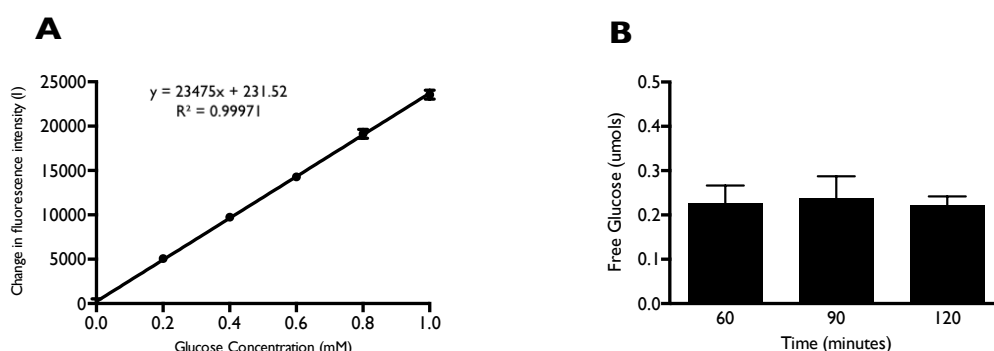 A
Change in fluorescence intensity (I)
25000
20000
15000
10000
5000
0
y = 23475x + 231.52
R² = 0.99971
0.0 0.2 0.4 0.6 0.8 1.0
Glucose Concentration (mM)
B
Free Glucose (umols)
0.5
0.4
0.3
0.2
0.1
0.0
60 90 120
Time (minutes)